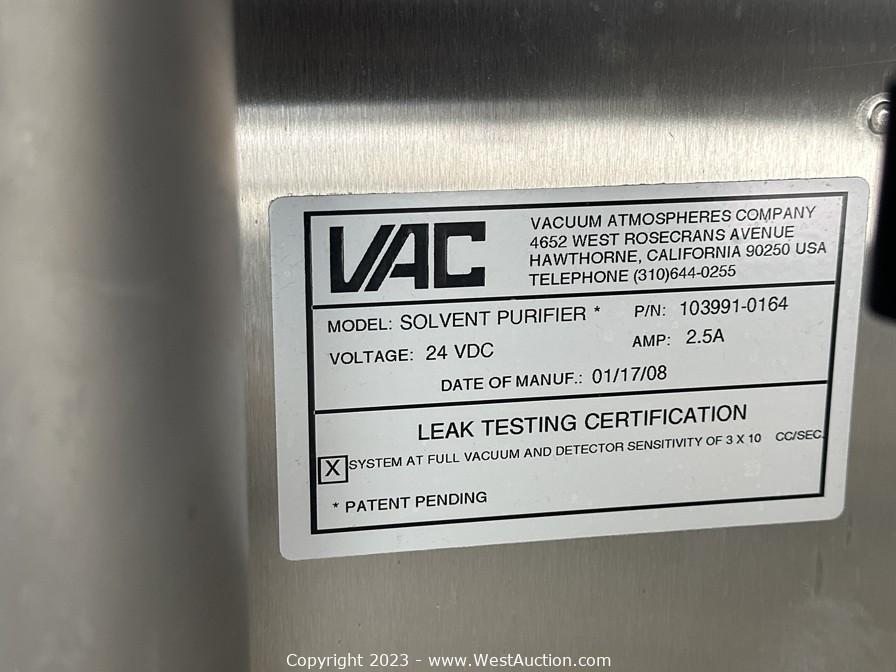 VAC
VACUUM ATMOSPHERES COMPANY
4652 WEST ROSECRANS AVENUE
HAWTHORNE, CALIFORNIA 90250 USA
TELEPHONE (310)644-0255
MODEL: SOLVENT PURIFIER * P/N: 103991-0164
VOLTAGE: 24 VDC AMP: 2.5A
DATE OF MANUF.: 01/17/08
LEAK TESTING CERTIFICATION
X SYSTEM AT FULL VACUUM AND DETECTOR SENSITIVITY OF 3 X 10 CC/SEC.
* PATENT PENDING
Copyright 2023 - www.WestAuction.com